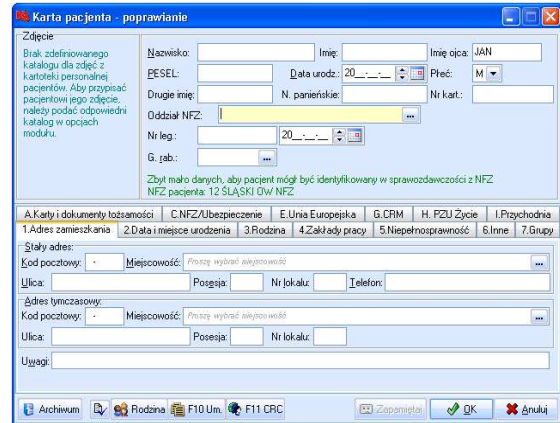 Karta pacjenta - poprawianie
Zdjęcie
Brak zdefiniowanego
katalogu dla zdjęć z
kartoteki personalnej
pacjentów. Aby przypisać
pacjentowi jego zdjęcie,
należy podać odpowiedni
katalog w opcjach
modułu.
Nazwisko: Imię: Imię ojca: JAN
PESEL: Data urodz.: 20__-__-__ Płeć: M
Drugie imię: N. panieńskie: Nr kart.:
Oddział NFZ: ...
Nr leg.: 20__-__-__
G. rab.: ...
Zbyt mało danych, aby pacjent mógł być identyfikowany w sprawozdawczości z NFZ
NFZ pacjenta: 12 ŚLĄSKI OW NFZ
A.Karty i dokumenty tożsamości C.NFZ/Ubezpieczenie E.Unia Europejska G.CRM H. PZU Życie I.Przychodnia
1.Adres zamieszkania 2.Data i miejsce urodzenia 3.Rodzina 4.Zakłady pracy 5.Niepełnosprawność 6.Inne 7.Grupy
Stały adres:
Kod pocztowy: - Miejscowość: Proszę wybrać miejscowość ...
Ulica: Posesja: Nr lokalu: Telefon:
Adres tymczasowy:
Kod pocztowy: - Miejscowość: Proszę wybrać miejscowość ...
Ulica: Posesja: Nr lokalu:
Uwagi:
Archiwum Rodzina F10 Um. F11 CRC Zapamiętaj OK Anuluj